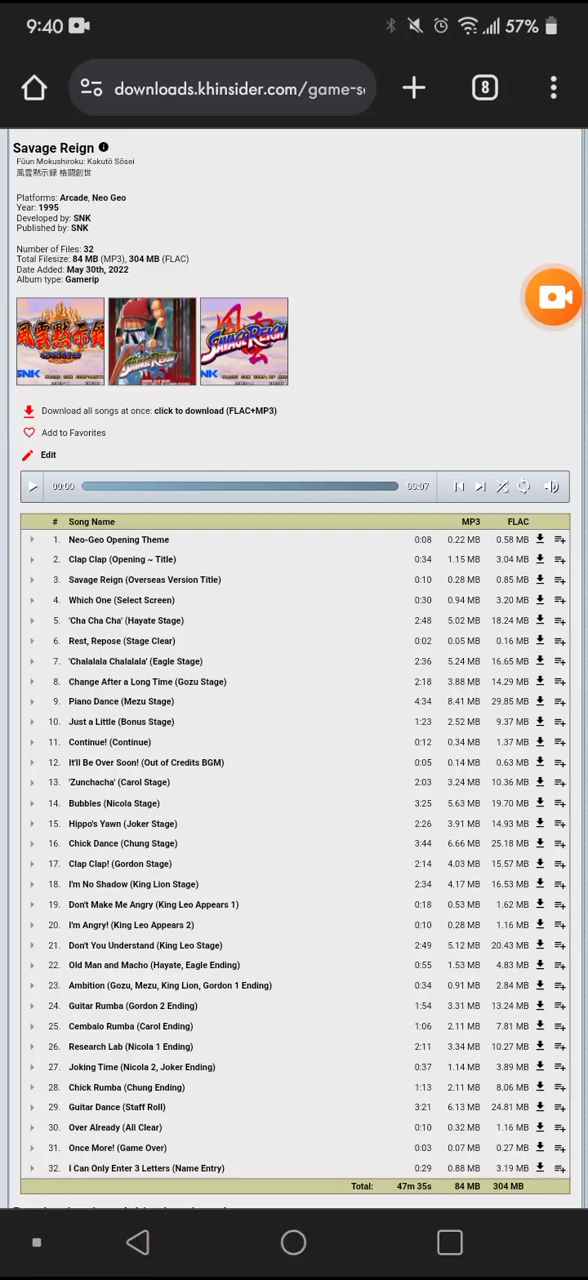 9:40
57%
downloads.khinsider.com/game-s
8
Savage Reign
Fūun Mokushiroku: Kakutō Sōsei
風雲黙示録 格闘創世
Platforms: Arcade, Neo Geo
Year: 1995
Developed by: SNK
Published by: SNK
Number of Files: 32
Total Filesize: 84 MB (MP3), 304 MB (FLAC)
Date Added: May 30th, 2022
Album type: Gamerip
風雲黙示録
SNK
SAVAGE REIGN
SAVAGE REIGN
NK
Download all songs at once: click to download (FLAC+MP3)
Add to Favorites
Edit
00:00 00:07
# Song Name MP3 FLAC
1. Neo-Geo Opening Theme 0:08 0.22 MB 0.58 MB
2. Clap Clap (Opening ~ Title) 0:34 1.15 MB 3.04 MB
3. Savage Reign (Overseas Version Title) 0:10 0.28 MB 0.85 MB
4. Which One (Select Screen) 0:30 0.94 MB 3.20 MB
5. 'Cha Cha Cha' (Hayate Stage) 2:48 5.02 MB 18.24 MB
6. Rest, Repose (Stage Clear) 0:02 0.05 MB 0.16 MB
7. 'Chalalala Chalalala' (Eagle Stage) 2:36 5.24 MB 16.65 MB
8. Change After a Long Time (Gozu Stage) 2:18 3.88 MB 14.29 MB
9. Piano Dance (Mezu Stage) 4:34 8.41 MB 29.85 MB
10. Just a Little (Bonus Stage) 1:23 2.52 MB 9.37 MB
11. Continue! (Continue) 0:12 0.34 MB 1.37 MB
12. It'll Be Over Soon! (Out of Credits BGM) 0:05 0.14 MB 0.63 MB
13. 'Zunchacha' (Carol Stage) 2:03 3.24 MB 10.36 MB
14. Bubbles (Nicola Stage) 3:25 5.63 MB 19.70 MB
15. Hippo's Yawn (Joker Stage) 2:26 3.91 MB 14.93 MB
16. Chick Dance (Chung Stage) 3:44 6.66 MB 25.18 MB
17. Clap Clap! (Gordon Stage) 2:14 4.03 MB 15.57 MB
18. I'm No Shadow (King Lion Stage) 2:34 4.17 MB 16.53 MB
19. Don't Make Me Angry (King Leo Appears 1) 0:18 0.53 MB 1.62 MB
20. I'm Angry! (King Leo Appears 2) 0:10 0.28 MB 1.16 MB
21. Don't You Understand (King Leo Stage) 2:49 5.12 MB 20.43 MB
22. Old Man and Macho (Hayate, Eagle Ending) 0:55 1.53 MB 4.83 MB
23. Ambition (Gozu, Mezu, King Lion, Gordon 1 Ending) 0:34 0.91 MB 2.84 MB
24. Guitar Rumba (Gordon 2 Ending) 1:54 3.31 MB 13.24 MB
25. Cembalo Rumba (Carol Ending) 1:06 2.11 MB 7.81 MB
26. Research Lab (Nicola 1 Ending) 2:11 3.34 MB 10.27 MB
27. Joking Time (Nicola 2, Joker Ending) 0:37 1.14 MB 3.89 MB
28. Chick Rumba (Chung Ending) 1:13 2.11 MB 8.06 MB
29. Guitar Dance (Staff Roll) 3:21 6.13 MB 24.81 MB
30. Over Already (All Clear) 0:10 0.32 MB 1.16 MB
31. Once More! (Game Over) 0:03 0.07 MB 0.27 MB
32. I Can Only Enter 3 Letters (Name Entry) 0:29 0.88 MB 3.19 MB
Total: 47m 35s 84 MB 304 MB